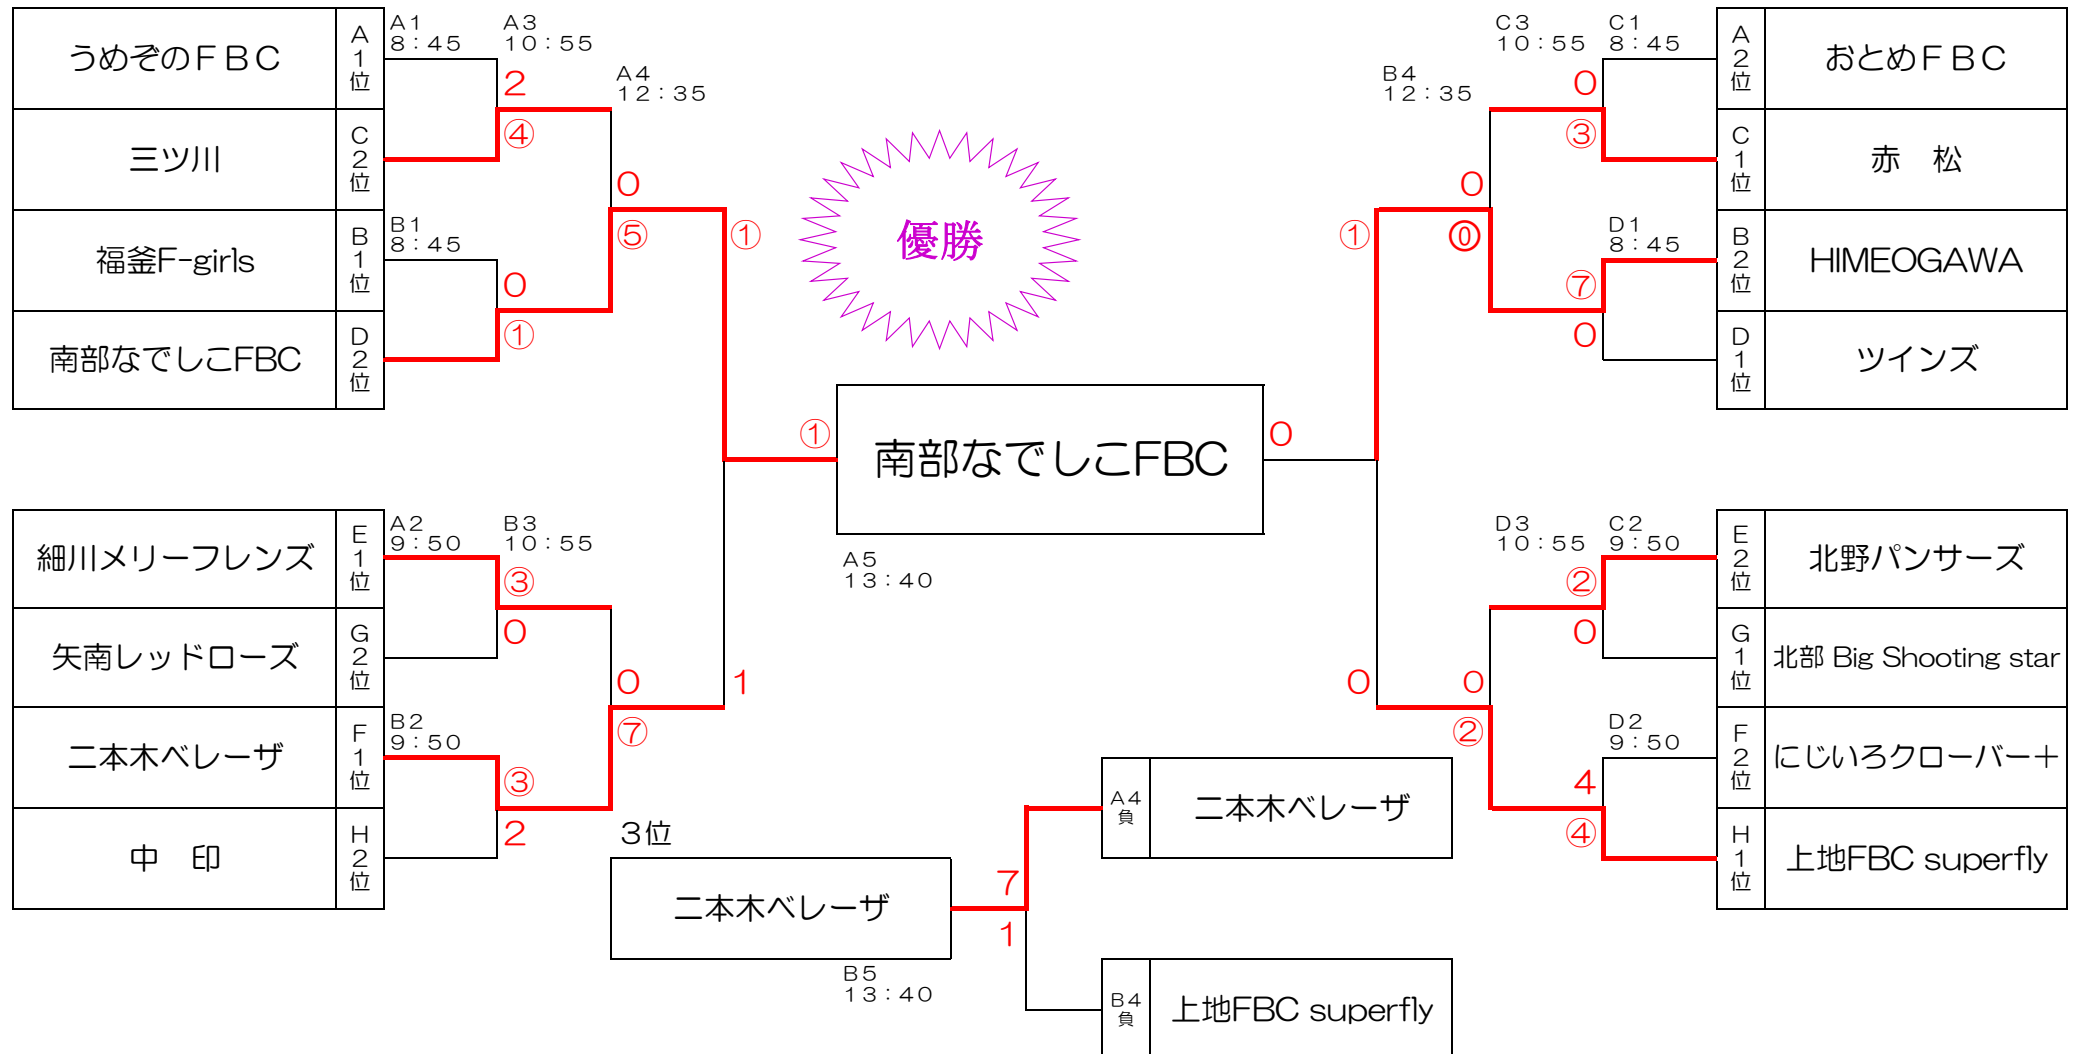 うめぞのＦＢＣ
A1位
A1
8：45
A3
10：55
2
④
三ツ川
C2位
A4
12：35
0
⑤
①
福釜F-girls
B1位
B1
8：45
0
①
南部なでしこFBC
D2位
優勝
C3
10：55
C1
8：45
A2位
おとめＦＢＣ
B4
12：35
0
③
C1位
赤　松
0
⓪
①
D1
8：45
B2位
HIMEOGAWA
⑦
0
D1位
ツインズ
①
南部なでしこFBC
0
A5
13：40
細川メリーフレンズ
E1位
A2
9：50
B3
10：55
③
0
矢南レッドローズ
G2位
0
⑦
1
二本木ベレーザ
F1位
B2
9：50
③
2
中　印
H2位
D3
10：55
C2
9：50
E2位
北野パンサーズ
②
0
G1位
北部 Big Shooting star
0
0
②
D2
9：50
F2位
にじいろクローバー＋
4
④
H1位
上地FBC superfly
3位
二本木ベレーザ
7
1
A4
負
二本木ベレーザ
B5
13：40
B4
負
上地FBC superfly